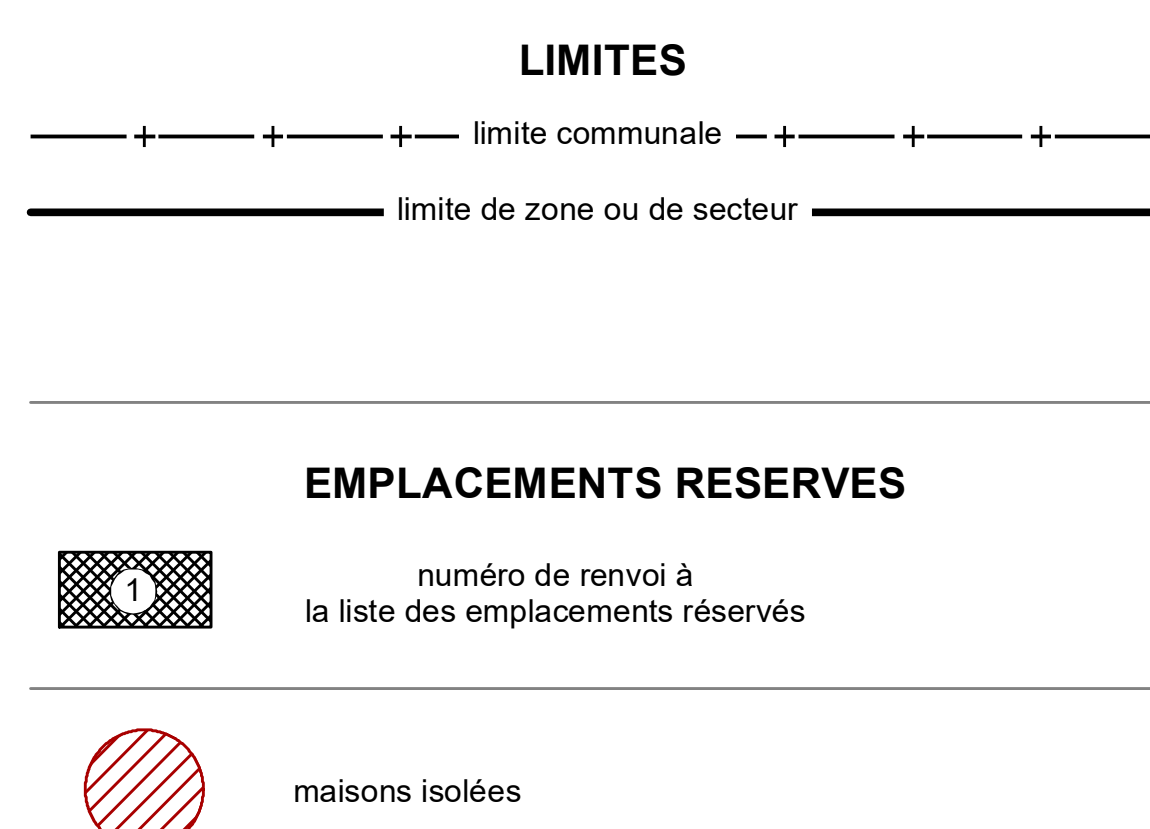 LIMITES
limite communale
limite de zone ou de secteur
EMPLACEMENTS RESERVES
1
numéro de renvoi à
la liste des emplacements réservés
maisons isolées